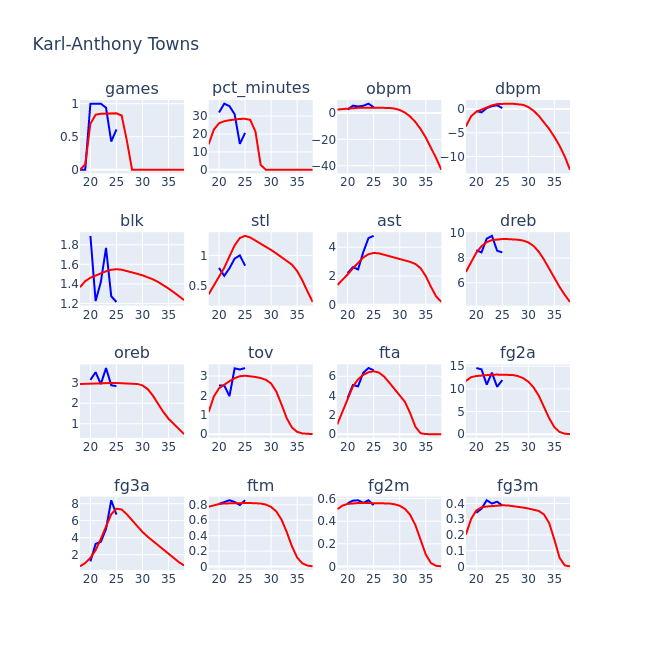 Karl-Anthony Towns
games pct_minutes obpm dbpm
1 0.5 0 20 25 30 35
30 20 10 0 20 25 30 35
0 −20 −40 20 25 30 35
0 −5 −10 20 25 30 35
blk stl ast dreb
1.8 1.6 1.4 1.2 20 25 30 35
1 0.5 20 25 30 35
4 2 0 20 25 30 35
10 8 6 20 25 30 35
oreb tov fta fg2a
3 2 1 20 25 30 35
3 2 1 0 20 25 30 35
6 4 2 0 20 25 30 35
15 10 5 0 20 25 30 35
fg3a ftm fg2m fg3m
8 6 4 2 20 25 30 35
0.8 0.6 0.4 0.2 0 20 25 30 35
0.6 0.4 0.2 0 20 25 30 35
0.4 0.3 0.2 0.1 0 20 25 30 35